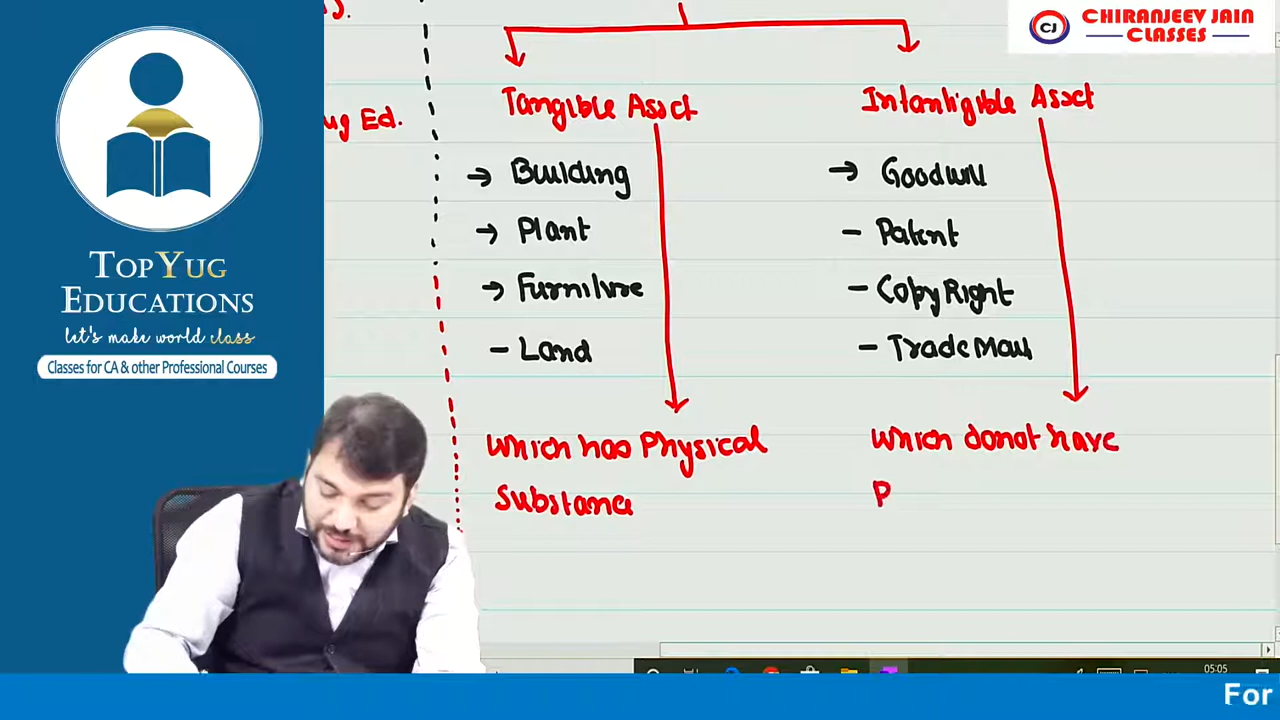 CHIRANJEEV JAIN
CJ
CLASSES
ug Ed.
Tangible Asset
Intantigible Asset
→ Building
→ Goodwill
→ Plant
- Patent
→ Furniture
- CopyRight
- Land
- TradeMark
which has Physical
which donot have
Substance
P
TOPYUG
EDUCATIONS
let's make world class
Classes for CA & other Professional Courses
05:05
For